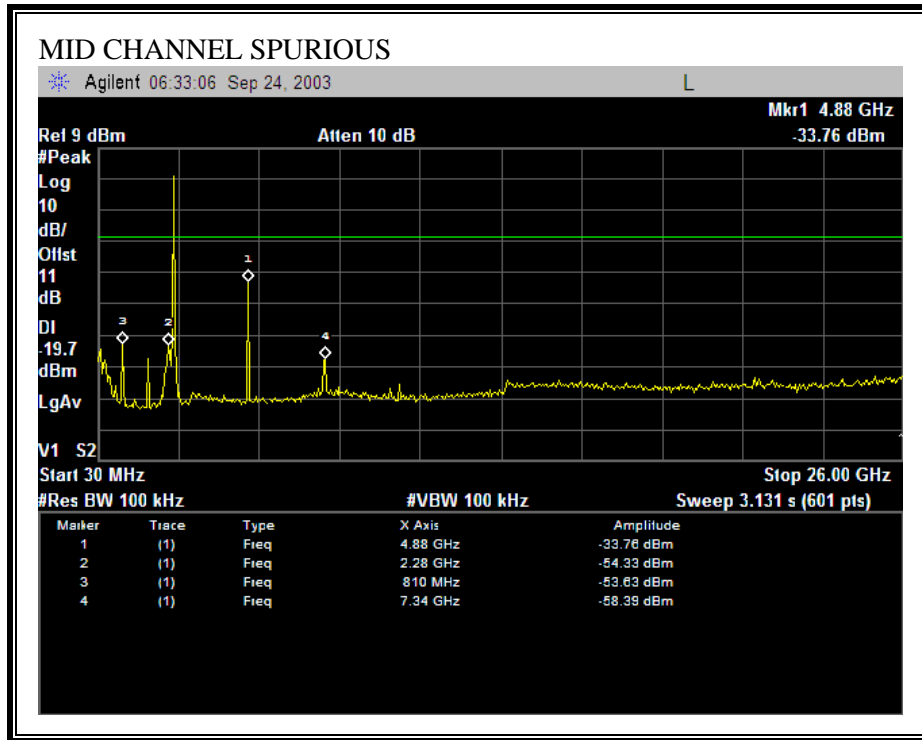 MID CHANNEL SPURIOUS
Agilent 06:33:06 Sep 24, 2003 L
Mkr1 4.88 GHz
Ref 9 dBm Atten 10 dB -33.76 dBm
#Peak
Log
10
dB/
Offst
11
dB
DI
-19.7
dBm
LgAv
V1 S2
1
2
3
4
Start 30 MHz Stop 26.00 GHz
#Res BW 100 kHz #VBW 100 kHz Sweep 3.131 s (601 pts)
Marker Trace Type X Axis Amplitude
1 (1) Freq 4.88 GHz -33.76 dBm
2 (1) Freq 2.28 GHz -54.33 dBm
3 (1) Freq 810 MHz -53.63 dBm
4 (1) Freq 7.34 GHz -58.39 dBm